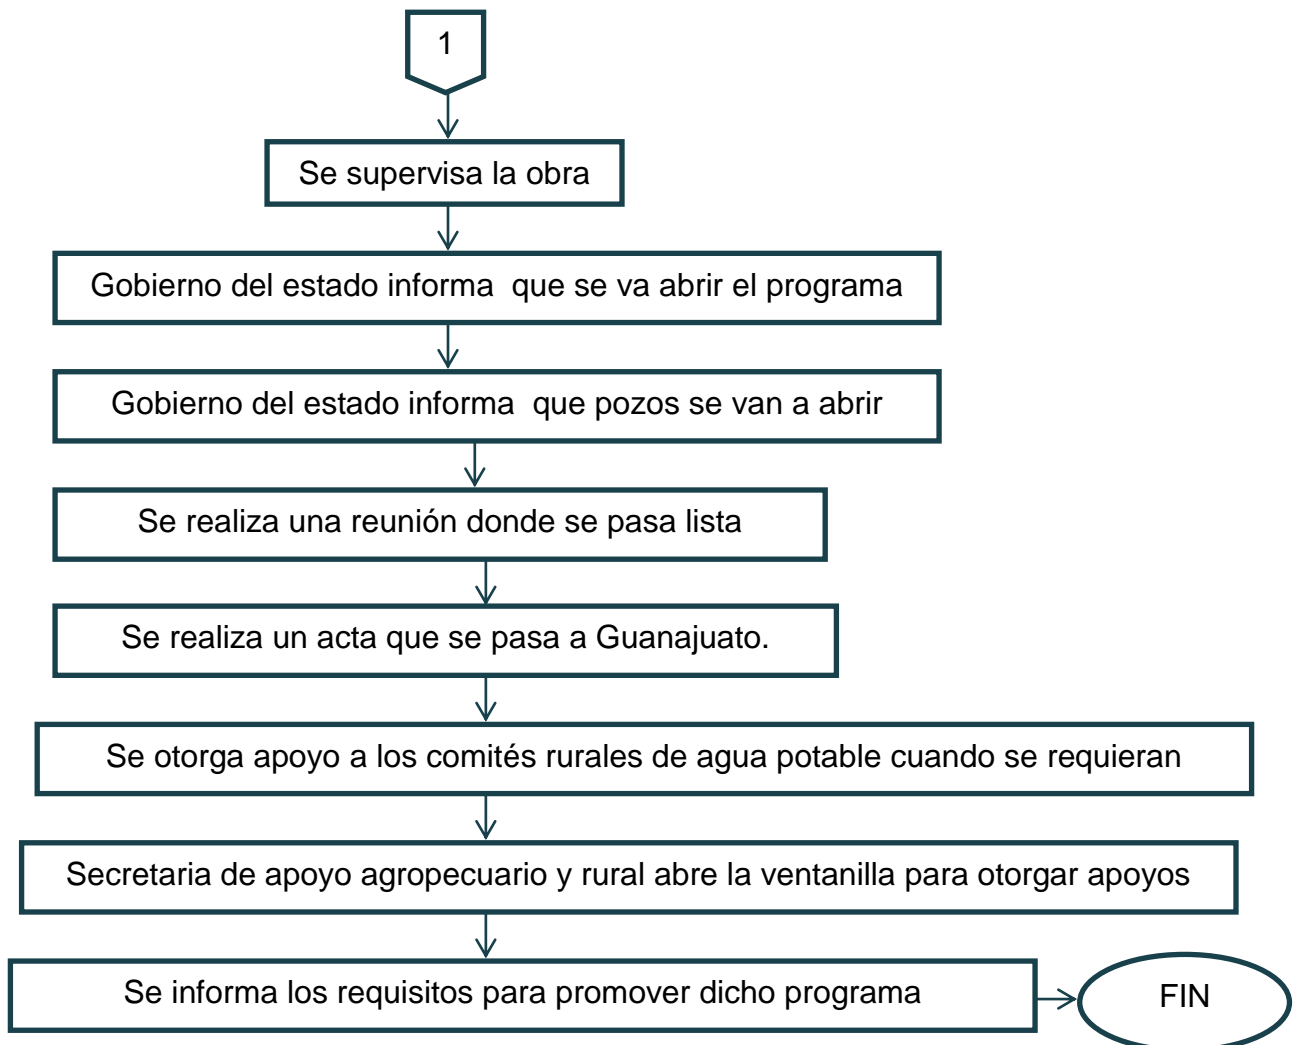 1
Se supervisa la obra
Gobierno del estado informa  que se va abrir el programa
Gobierno del estado informa  que pozos se van a abrir
Se realiza una reunión donde se pasa lista
Se realiza un acta que se pasa a Guanajuato.
Se otorga apoyo a los comités rurales de agua potable cuando se requieran
Secretaria de apoyo agropecuario y rural abre la ventanilla para otorgar apoyos
Se informa los requisitos para promover dicho programa
FIN